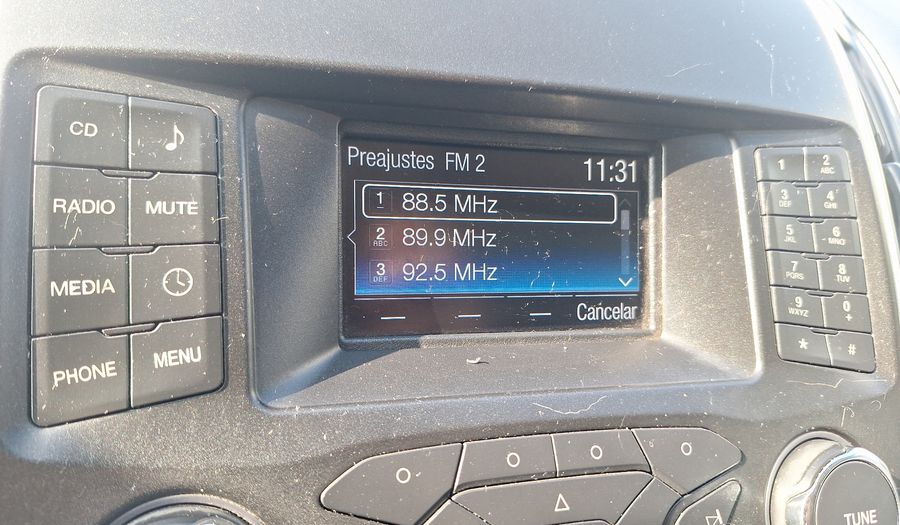 CD
RADIO MUTE
MEDIA
PHONE MENU
Preajustes FM 2 11:31
1 88.5 MHz
2 ABC 89.9 MHz
3 DEF 92.5 MHz
Cancelar
1 2 ABC
3 DEF 4 GHI
5 JKL 6 MNO
7 PQRS 8 TUV
9 WXYZ 0 +
* #
TUNE